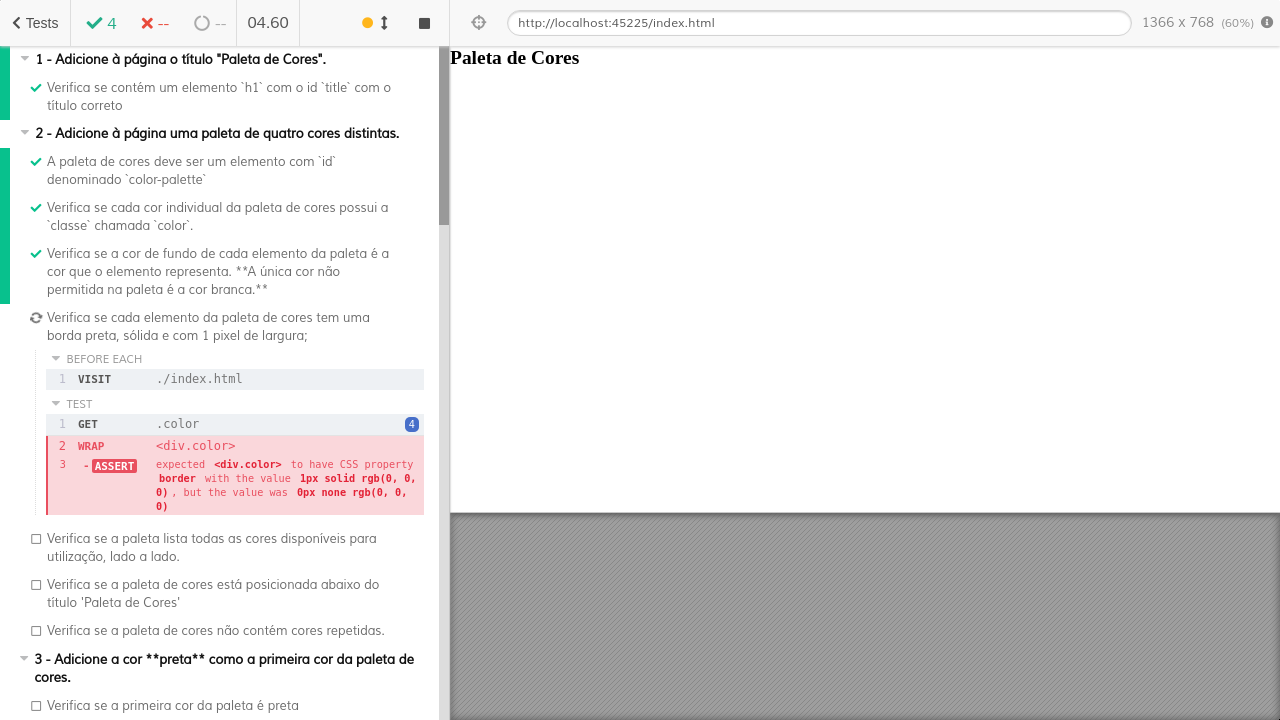 Tests
4
--
--
04.60
http://localhost:45225/index.html
1366 x 768 (60%)
1 - Adicione à página o título "Paleta de Cores".
Verifica se contém um elemento `h1` com o id `title` com o
título correto
2 - Adicione à página uma paleta de quatro cores distintas.
A paleta de cores deve ser um elemento com `id`
denominado `color-palette`
Verifica se cada cor individual da paleta de cores possui a
`classe` chamada `color`.
Verifica se a cor de fundo de cada elemento da paleta é a
cor que o elemento representa. **A única cor não
permitida na paleta é a cor branca.**
Verifica se cada elemento da paleta de cores tem uma
borda preta, sólida e com 1 pixel de largura;
BEFORE EACH
1 VISIT ./index.html
TEST
1 GET .color 4
2 WRAP <div.color>
3 - ASSERT expected <div.color> to have CSS property
border with the value 1px solid rgb(0, 0,
0) , but the value was 0px none rgb(0, 0,
0)
Verifica se a paleta lista todas as cores disponíveis para
utilização, lado a lado.
Verifica se a paleta de cores está posicionada abaixo do
título 'Paleta de Cores'
Verifica se a paleta de cores não contém cores repetidas.
3 - Adicione a cor **preta** como a primeira cor da paleta de
cores.
Verifica se a primeira cor da paleta é preta
Paleta de Cores